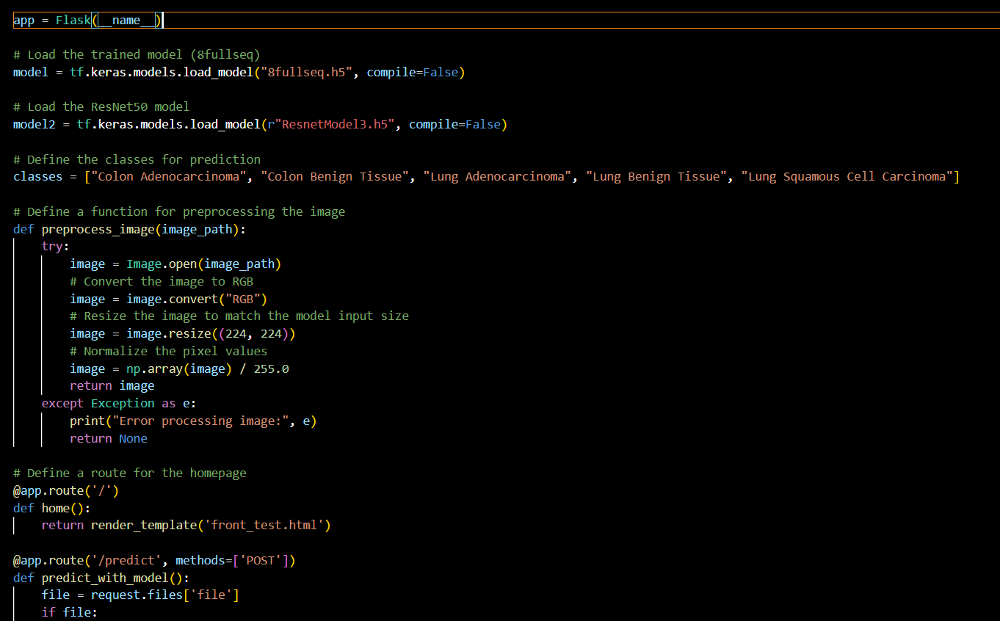 app = Flask(__name__)
# Load the trained model (8fullseq)
model = tf.keras.models.load_model("8fullseq.h5", compile=False)
# Load the ResNet50 model
model2 = tf.keras.models.load_model(r"ResnetModel3.h5", compile=False)
# Define the classes for prediction
classes = ["Colon Adenocarcinoma", "Colon Benign Tissue", "Lung Adenocarcinoma", "Lung Benign Tissue", "Lung Squamous Cell Carcinoma"]
# Define a function for preprocessing the image
def preprocess_image(image_path):
    try:
        image = Image.open(image_path)
        # Convert the image to RGB
        image = image.convert("RGB")
        # Resize the image to match the model input size
        image = image.resize((224, 224))
        # Normalize the pixel values
        image = np.array(image) / 255.0
        return image
    except Exception as e:
        print("Error processing image:", e)
        return None
# Define a route for the homepage
@app.route('/')
def home():
    return render_template('front_test.html')
@app.route('/predict', methods=['POST'])
def predict_with_model():
    file = request.files['file']
    if file: